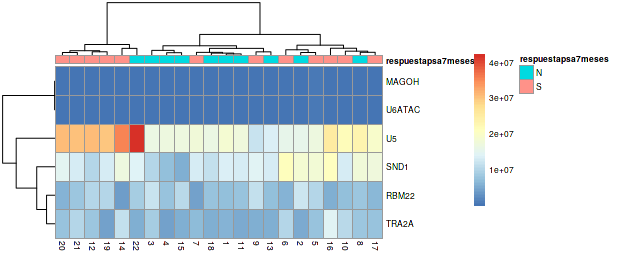 respuestapsa7meses
MAGOH
U6ATAC
U5
SND1
RBM22
TRA2A
20 21 12 19 14 22 3 4 15 7 18 1 11 9 13 6 2 5 16 10 8 17
4e+07
3e+07
2e+07
1e+07
respuestapsa7meses
N
S